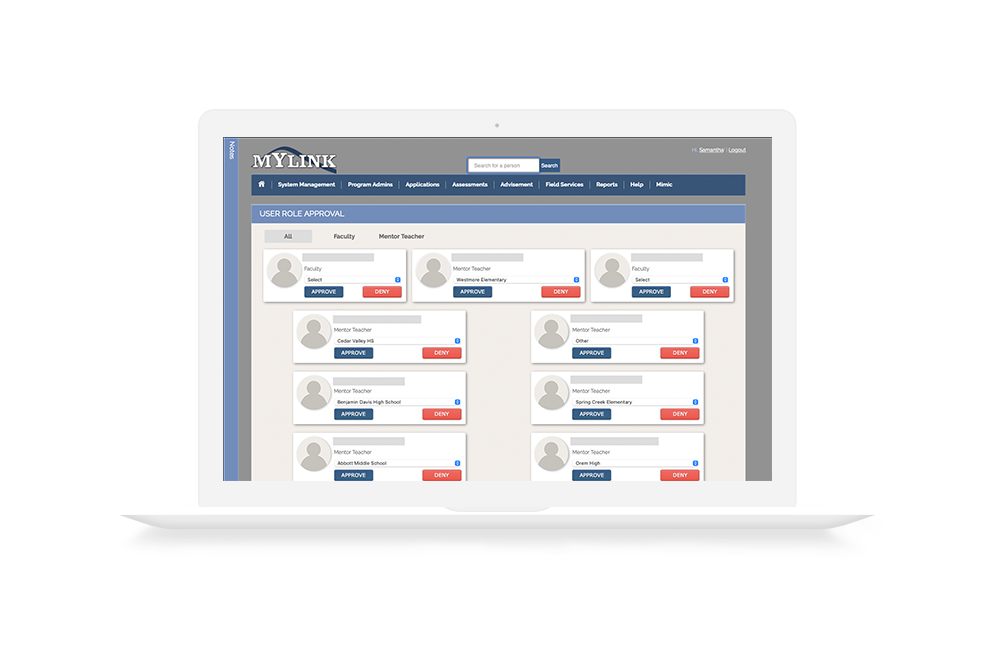 Notes
MYLINK
Hi, Samantha | Logout
Search for a person
Search
System Management | Program Admins | Applications | Assessments | Advisement | Field Services | Reports | Help | Mimic
USER ROLE APPROVAL
All Faculty Mentor Teacher
Faculty
Select
APPROVE DENY
Mentor Teacher
Westmore Elementary
APPROVE DENY
Faculty
Select
APPROVE DENY
Mentor Teacher
Cedar Valley HS
APPROVE DENY
Mentor Teacher
Other
APPROVE DENY
Mentor Teacher
Benjamin Davis High School
APPROVE DENY
Mentor Teacher
Spring Creek Elementary
APPROVE DENY
Mentor Teacher
Abbott Middle School
APPROVE DENY
Mentor Teacher
Orem High
APPROVE DENY